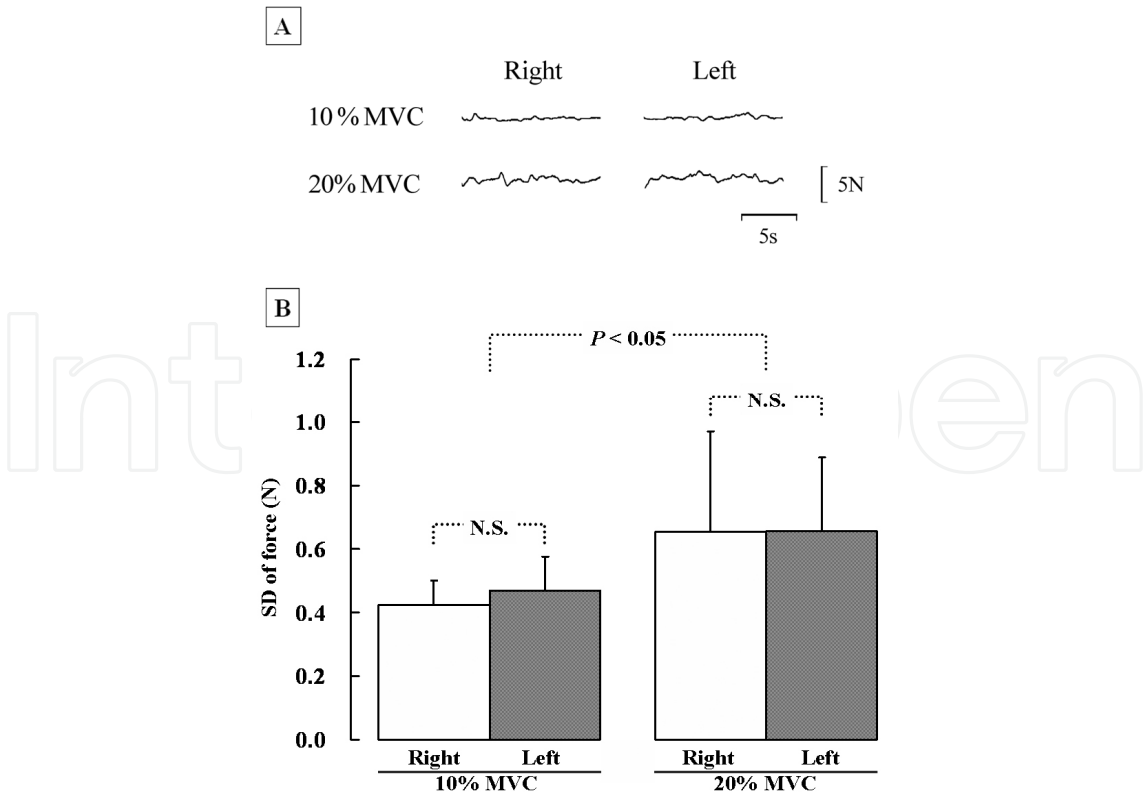 A
Right Left
10 % MVC
20% MVC
5N
5s
B
P < 0.05
1.2
N.S.
1.0
0.8
N.S.
0.6
0.4
0.2
0.0
SD of force (N)
Right Left Right Left
10% MVC 20% MVC